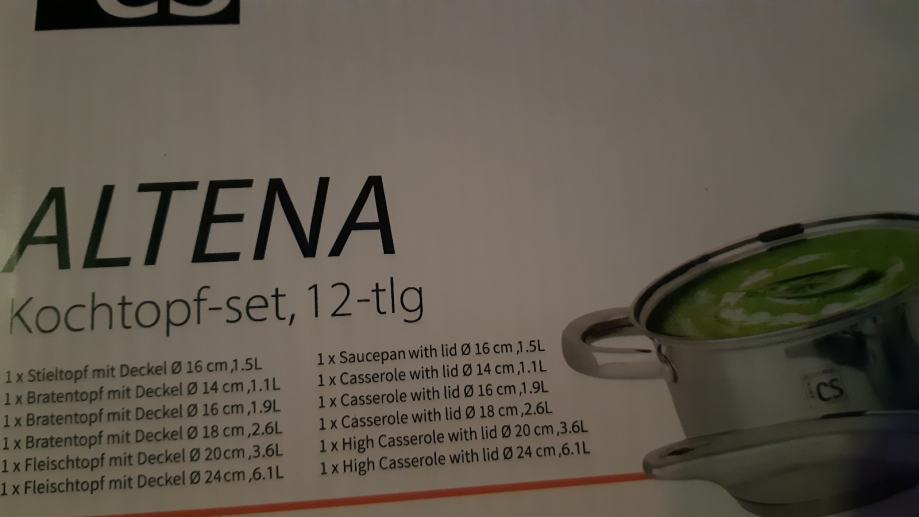 CS
ALTENA
Kochtopf-set, 12-tlg
1 x Stieltopf mit Deckel Ø 16 cm ,1.5L
1 x Bratentopf mit Deckel Ø 14 cm ,1.1L
1 x Bratentopf mit Deckel Ø 16 cm ,1.9L
1 x Bratentopf mit Deckel Ø 18 cm ,2.6L
1 x Fleischtopf mit Deckel Ø 20cm ,3.6L
1 x Fleischtopf mit Deckel Ø 24cm ,6.1L
1 x Saucepan with lid Ø 16 cm ,1.5L
1 x Casserole with lid Ø 14 cm ,1.1L
1 x Casserole with lid Ø 16 cm ,1.9L
1 x Casserole with lid Ø 18 cm ,2.6L
1 x High Casserole with lid Ø 20 cm ,3.6L
1 x High Casserole with lid Ø 24 cm ,6.1L
CS